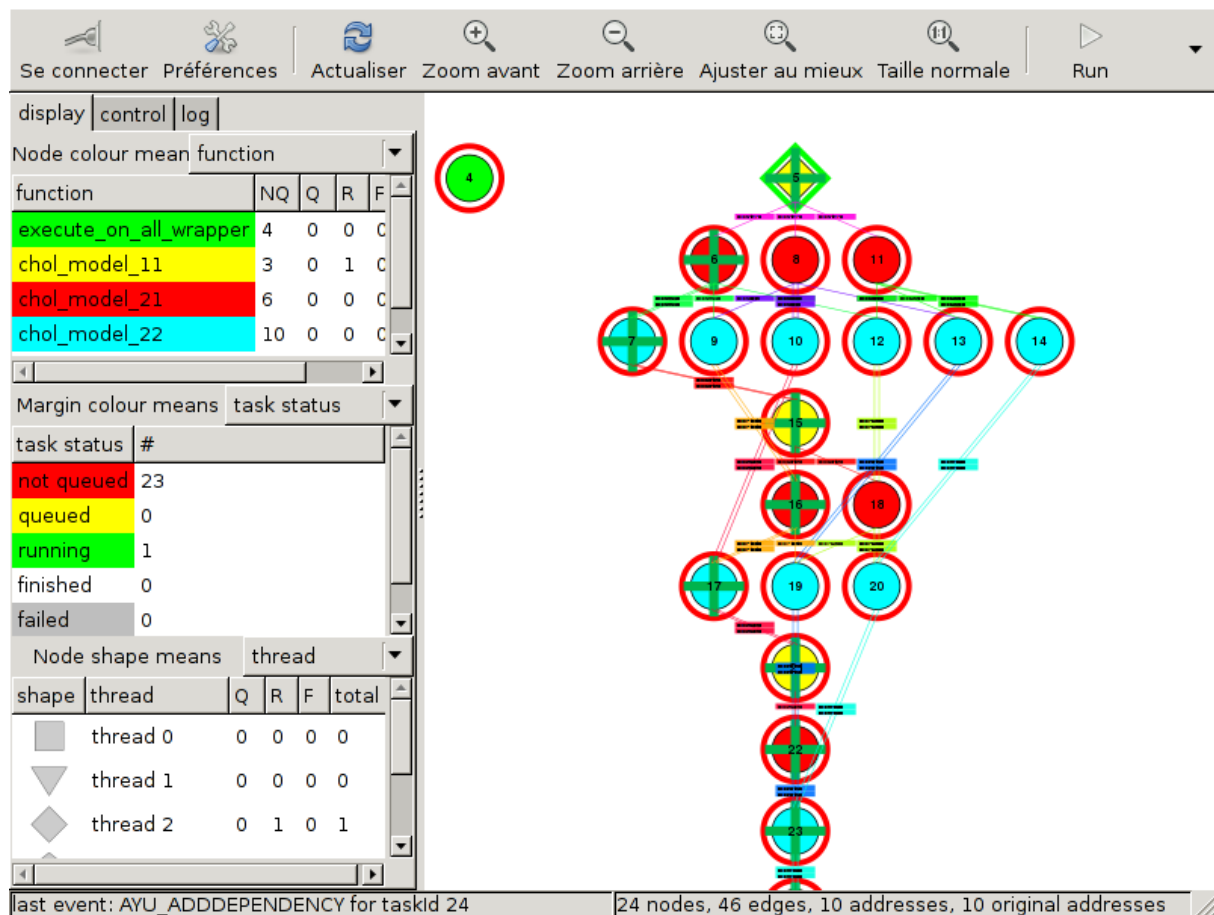 Se connecter Préférences Actualiser Zoom avant Zoom arrière Ajuster au mieux Taille normale Run
display control log
Node colour mean function
function NQ Q R F
execute_on_all_wrapper 4 0 0 0
chol_model_11 3 0 1 0
chol_model_21 6 0 0 0
chol_model_22 10 0 0 0
Margin colour means task status
task status #
not queued 23
queued 0
running 1
finished 0
failed 0
Node shape means thread
shape thread Q R F total
thread 0 0 0 0 0
thread 1 0 0 0 0
thread 2 0 1 0 1
4 5
6 8 11
7 9 10 12 13 14
15
16 18
17 19 20
22
23
last event: AYU_ADDDEPENDENCY for taskId 24
24 nodes, 46 edges, 10 addresses, 10 original addresses